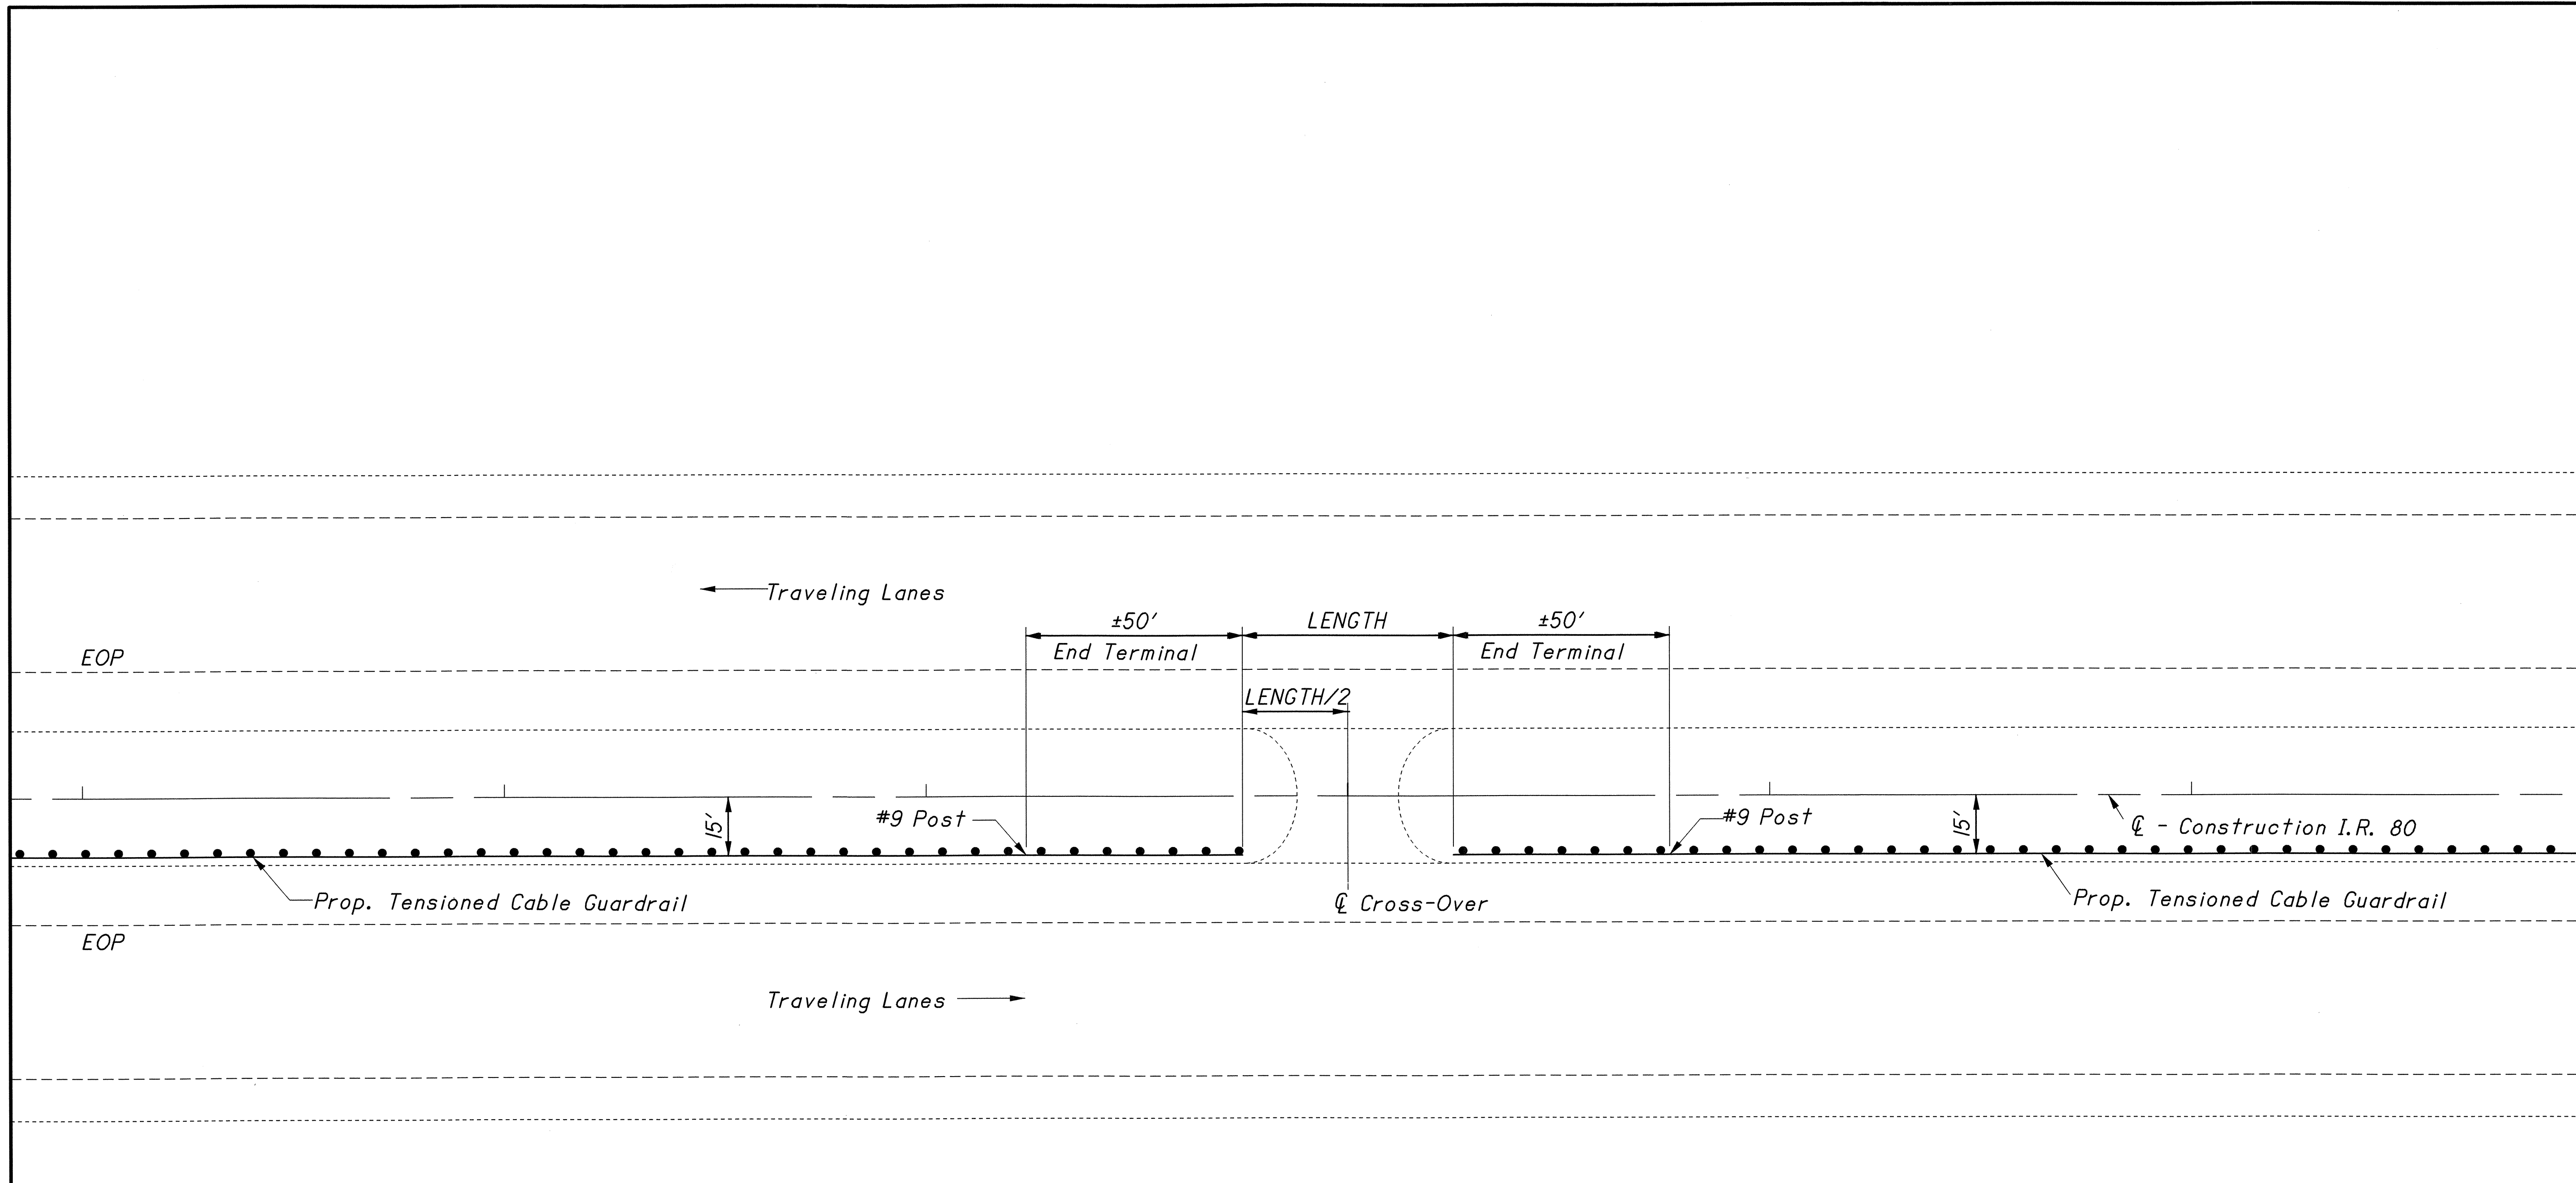 Traveling Lanes
±50'
LENGTH
±50'
End Terminal
End Terminal
EOP
LENGTH/2
15'
#9 Post
#9 Post
15'
℄ - Construction I.R. 80
Prop. Tensioned Cable Guardrail
℄ Cross-Over
Prop. Tensioned Cable Guardrail
EOP
Traveling Lanes